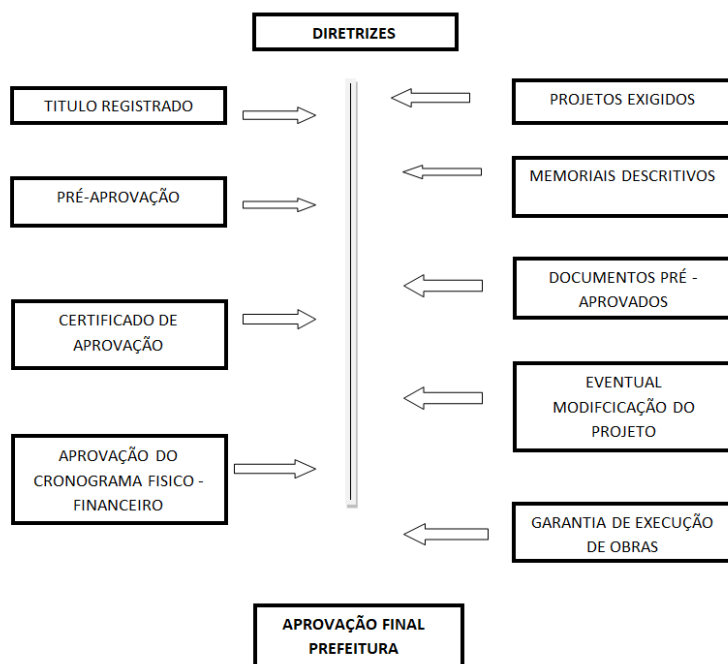 DIRETRIZES
TITULO REGISTRADO
PROJETOS EXIGIDOS
PRÉ-APROVAÇÃO
MEMORIAIS DESCRITIVOS
CERTIFICADO DE
APROVAÇÃO
DOCUMENTOS PRÉ -
APROVADOS
EVENTUAL
MODIFCICAÇÃO DO
PROJETO
APROVAÇÃO DO
CRONOGRAMA FISICO -
FINANCEIRO
GARANTIA DE EXECUÇÃO
DE OBRAS
APROVAÇÃO FINAL
PREFEITURA